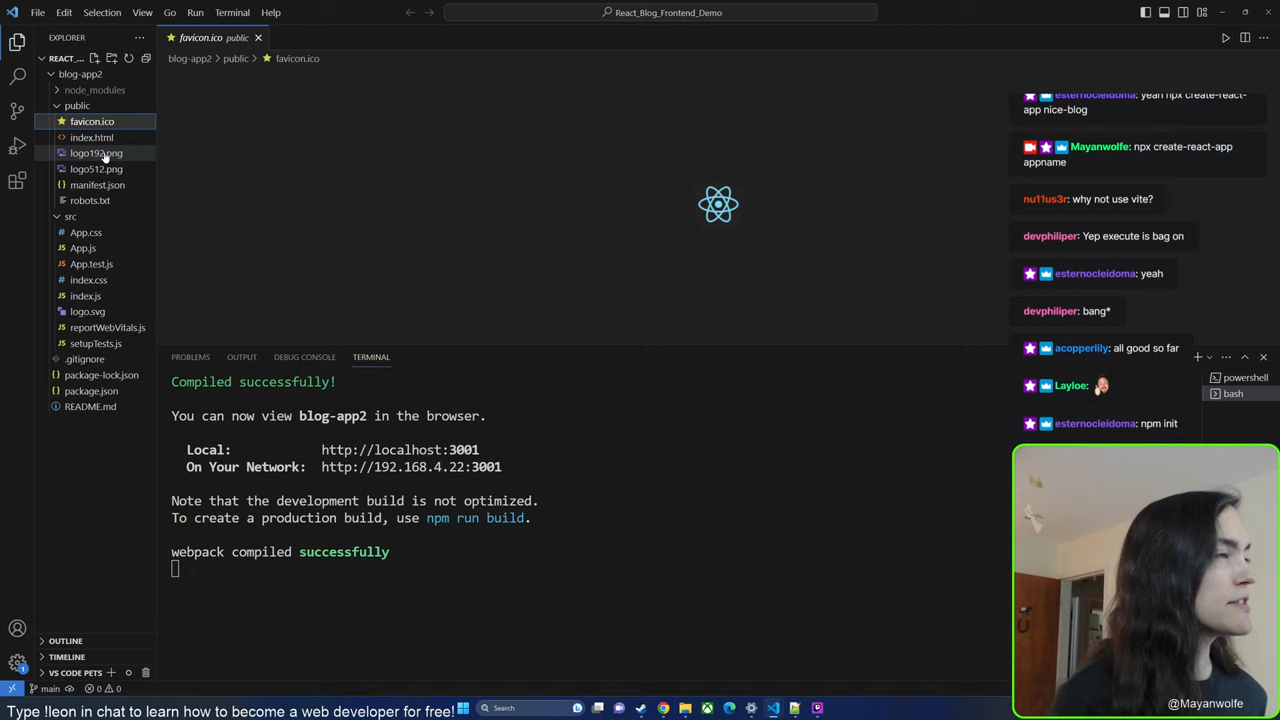 File Edit Selection View Go Run Terminal Help
React_Blog_Frontend_Demo
EXPLORER
favicon.ico public
REACT_...
blog-app2 > public > favicon.ico
blog-app2
node_modules
public
favicon.ico
index.html
logo192.png
logo512.png
manifest.json
robots.txt
src
App.css
App.js
App.test.js
index.css
index.js
logo.svg
reportWebVitals.js
setupTests.js
.gitignore
package-lock.json
package.json
README.md
OUTLINE
TIMELINE
VS CODE PETS
PROBLEMS OUTPUT DEBUG CONSOLE TERMINAL
Compiled successfully!
You can now view blog-app2 in the browser.
Local: http://localhost:3001
On Your Network: http://192.168.4.22:3001
Note that the development build is not optimized.
To create a production build, use npm run build.
webpack compiled successfully
powershell
bash
esternocleidoma: yeah npx create-react-
app nice-blog
Mayanwolfe: npx create-react-app
appname
nu11us3r: why not use vite?
devphiliper: Yep execute is bag on
esternocleidoma: yeah
devphiliper: bang*
acopperlily: all good so far
Layloe:
esternocleidoma: npm init
@Mayanwolfe
1
main 0 0
Type !leon in chat to learn how to become a web developer for free!
Search